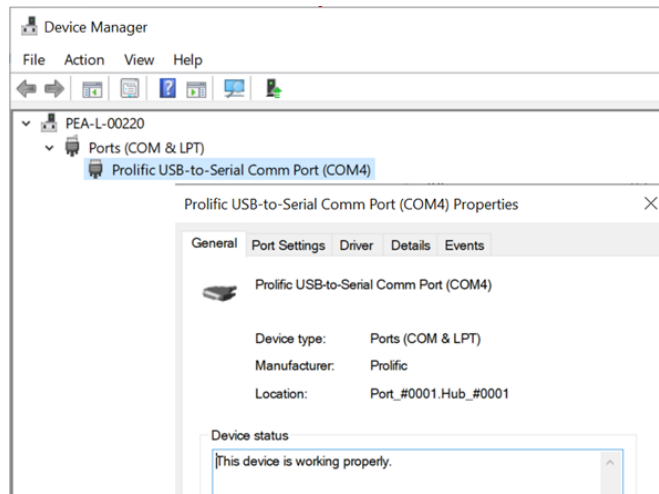 Device Manager
File Action View Help
PEA-L-00220
Ports (COM & LPT)
Prolific USB-to-Serial Comm Port (COM4)
Prolific USB-to-Serial Comm Port (COM4) Properties
General Port Settings Driver Details Events
Prolific USB-to-Serial Comm Port (COM4)
Device type: Ports (COM & LPT)
Manufacturer: Prolific
Location: Port_#0001.Hub_#0001
Device status
This device is working properly.